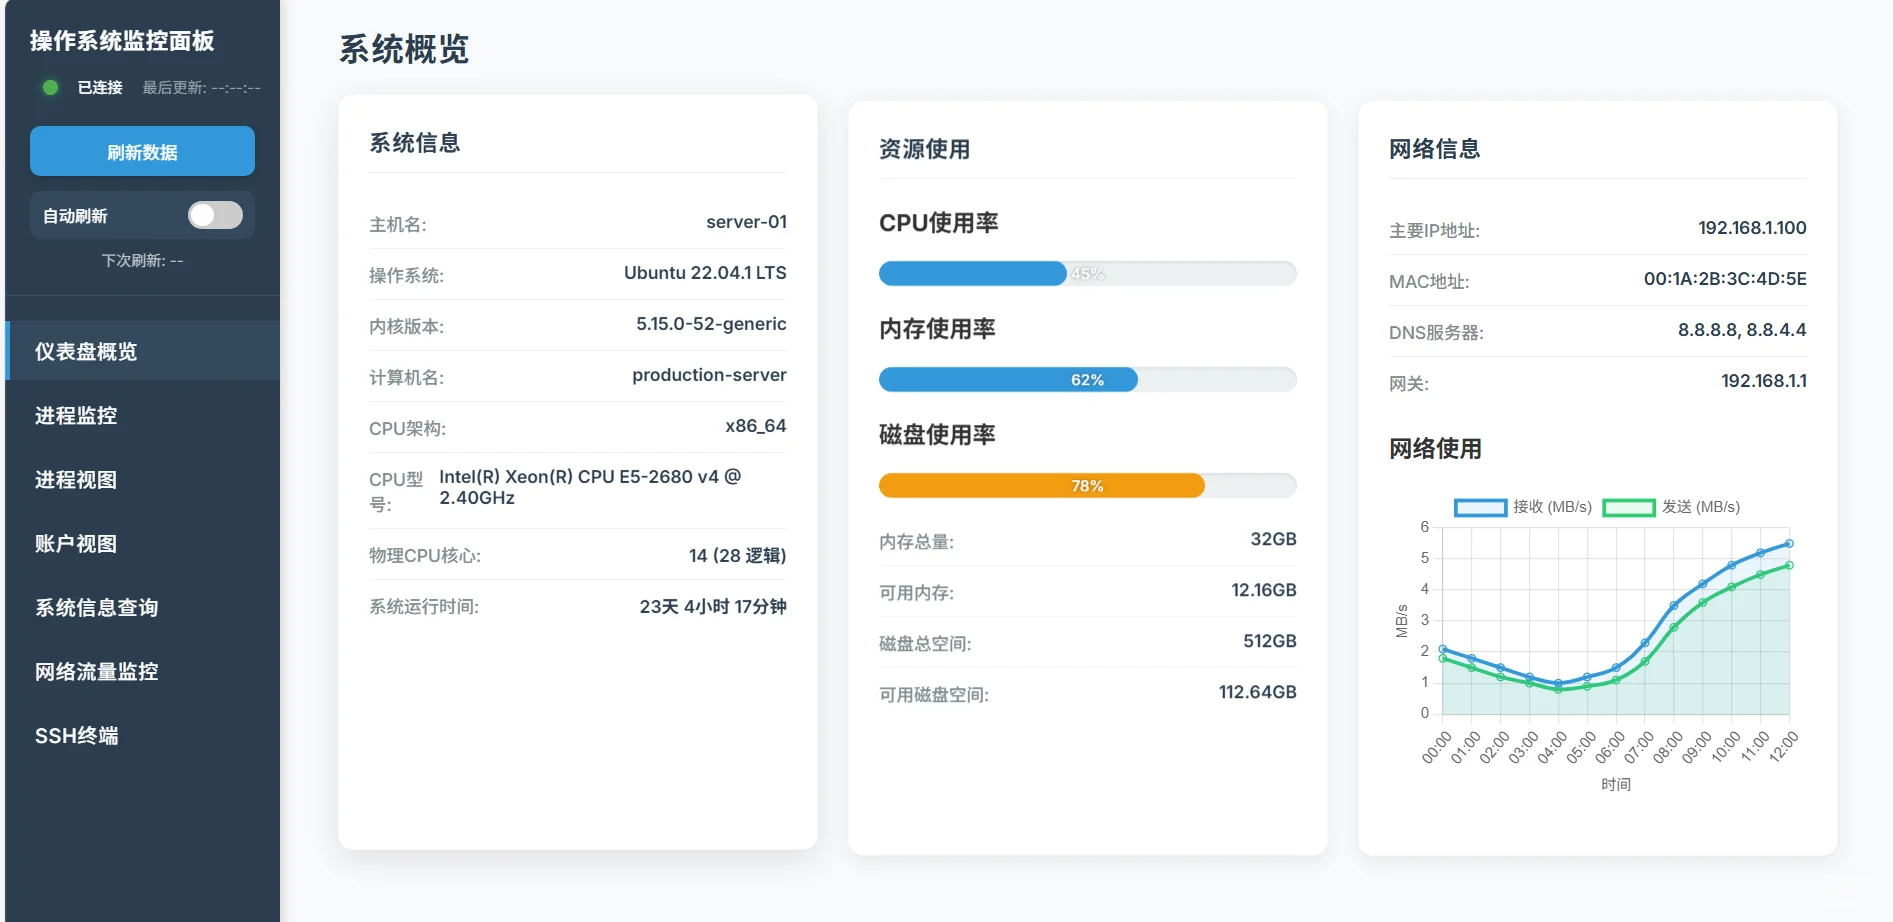 操作系统监控面板
已连接 最后更新: --:--:--
刷新数据
自动刷新
下次刷新: --
仪表盘概览
进程监控
进程视图
账户视图
系统信息查询
网络流量监控
SSH终端
系统概览
系统信息
主机名: server-01
操作系统: Ubuntu 22.04.1 LTS
内核版本: 5.15.0-52-generic
计算机名: production-server
CPU架构: x86_64
CPU型号: Intel(R) Xeon(R) CPU E5-2680 v4 @
2.40GHz
物理CPU核心: 14 (28 逻辑)
系统运行时间: 23天 4小时 17分钟
资源使用
CPU使用率
45%
内存使用率
62%
磁盘使用率
78%
内存总量: 32GB
可用内存: 12.16GB
磁盘总空间: 512GB
可用磁盘空间: 112.64GB
网络信息
主要IP地址: 192.168.1.100
MAC地址: 00:1A:2B:3C:4D:5E
DNS服务器: 8.8.8.8, 8.8.4.4
网关: 192.168.1.1
网络使用
接收 (MB/s) 发送 (MB/s)
6
5
4
3
2
1
0
MB/s
00:00 01:00 02:00 03:00 04:00 05:00 06:00 07:00 08:00 09:00 10:00 11:00 12:00
时间